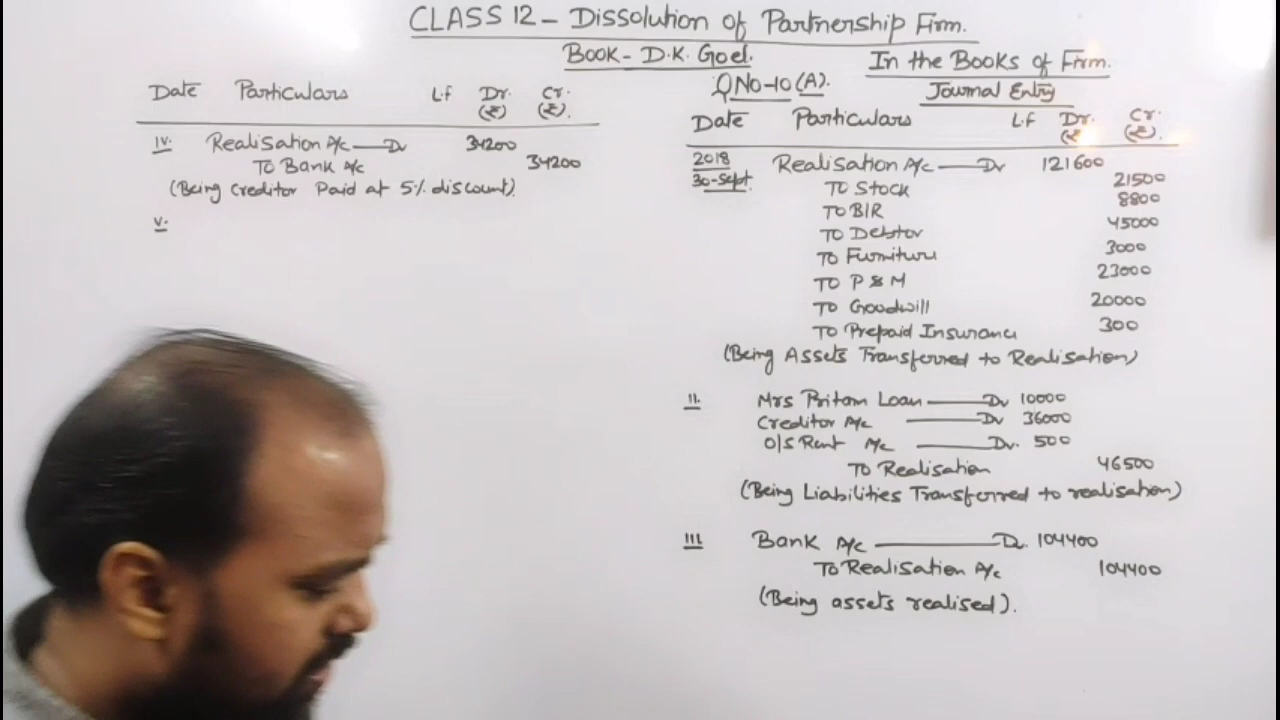 CLASS 12 - Dissolution of Partnership Firm.
Book - D.K. Goel.
QNo-10 (A).
In the Books of Firm.
Journal Entry
Date Particulars L.f Dr. (₹) Cr. (₹).
2018 30-Sept. Realisation A/c — Dr 121600
To Stock 21500
To B/R 8800
To Debtor 45000
To Furniture 3000
To P & M 23000
To Goodwill 20000
To Prepaid Insurance 300
(Being Assets Transferred to Realisation)
II. Mrs Pritam Loan — Dr 10000
Creditor A/c — Dr 36000
O/S Rent A/c — Dr. 500
To Realisation 46500
(Being Liabilities Transferred to realisation)
III Bank A/c — Dr. 104400
To Realisation A/c 104400
(Being assets realised).
Date Particulars L.f Dr. (₹) Cr. (₹).
IV. Realisation A/c — Dr 34200
To Bank A/c 34200
(Being Creditor Paid at 5% discount)
V.